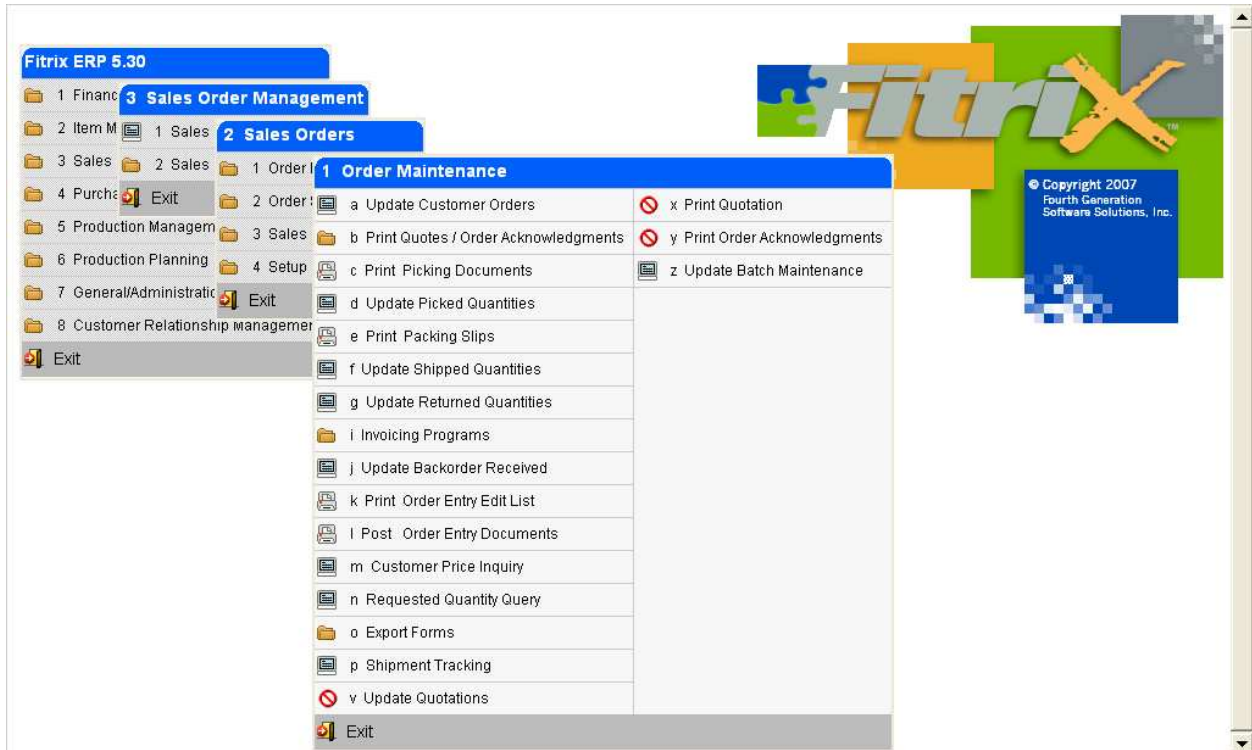 Fitrix ERP 5.30
1 Financ
2 Item M
3 Sales
4 Purcha
5 Production Managem
6 Production Planning
7 General/Administratic
8 Customer Relationship Managemer
Exit
3 Sales Order Management
1 Sales
2 Sales
Exit
2 Sales Orders
1 Order I
2 Order
3 Sales
4 Setup
Exit
1 Order Maintenance
a Update Customer Orders
b Print Quotes / Order Acknowledgments
c Print Picking Documents
d Update Picked Quantities
e Print Packing Slips
f Update Shipped Quantities
g Update Returned Quantities
i Invoicing Programs
j Update Backorder Received
k Print Order Entry Edit List
l Post Order Entry Documents
m Customer Price Inquiry
n Requested Quantity Query
o Export Forms
p Shipment Tracking
v Update Quotations
x Print Quotation
y Print Order Acknowledgments
z Update Batch Maintenance
Exit
Fitrix
TM
© Copyright 2007
Fourth Generation
Software Solutions, Inc.